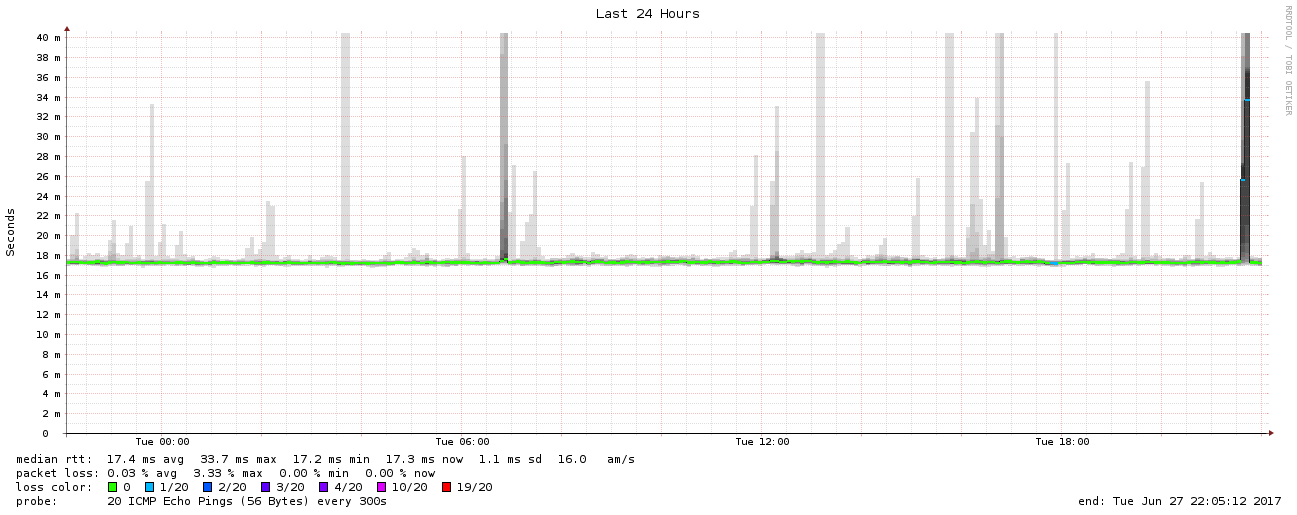 Last 24 Hours
RRDTOOL / TOBI OETIKER
Seconds
40 m
38 m
36 m
34 m
32 m
30 m
28 m
26 m
24 m
22 m
20 m
18 m
16 m
14 m
12 m
10 m
8 m
6 m
4 m
2 m
0
Tue 00:00 Tue 06:00 Tue 12:00 Tue 18:00
median rtt: 17.4 ms avg 33.7 ms max 17.2 ms min 17.3 ms now 1.1 ms sd 16.0 am/s
packet loss: 0.03 % avg 3.33 % max 0.00 % min 0.00 % now
loss color: 0 1/20 2/20 3/20 4/20 10/20 19/20
probe: 20 ICMP Echo Pings (56 Bytes) every 300s end: Tue Jun 27 22:05:12 2017